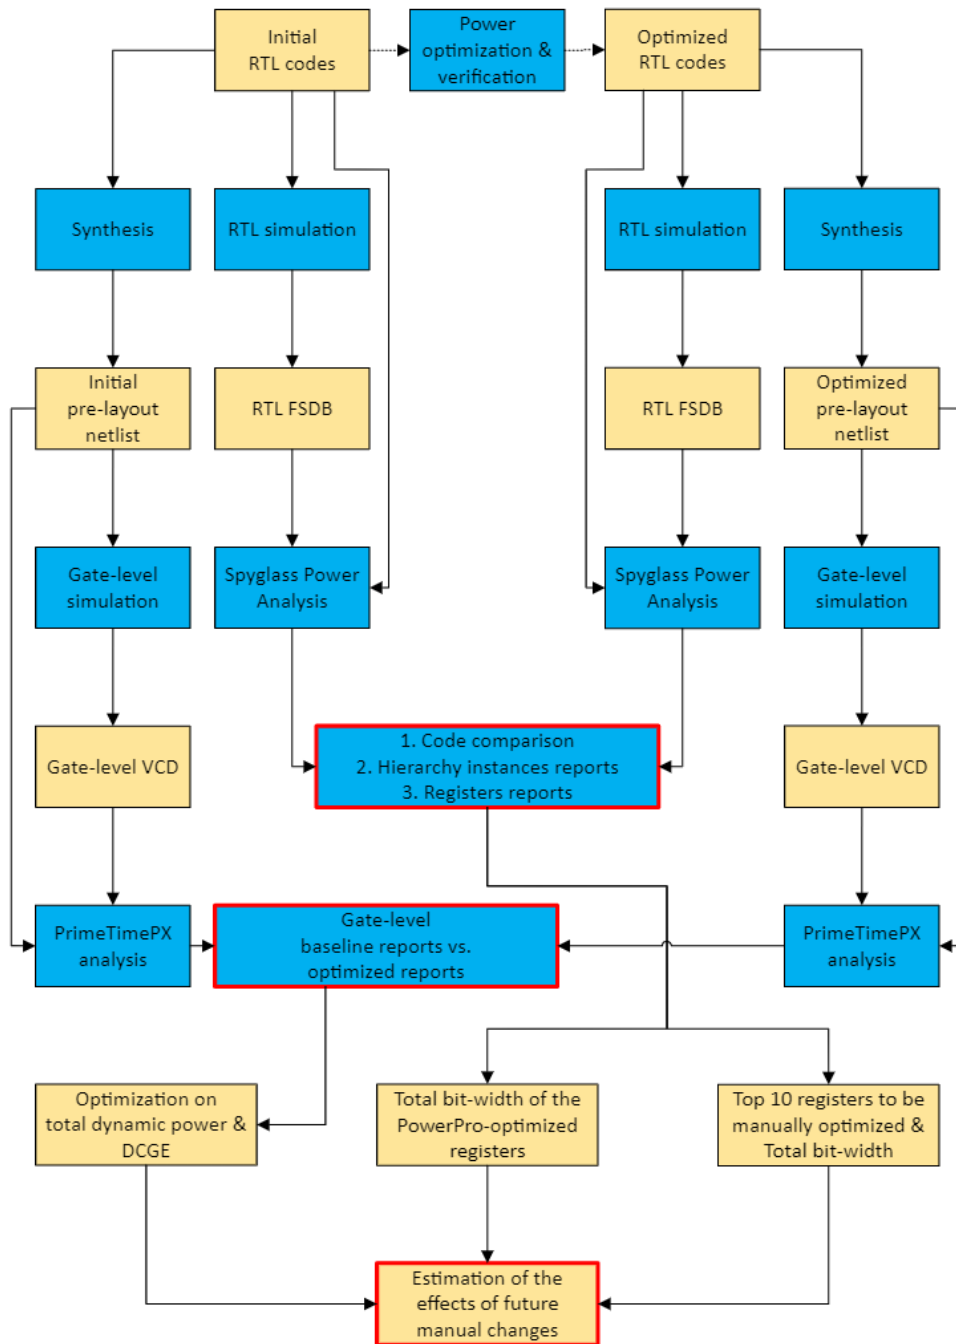 Initial
RTL codes
Power
optimization &
verification
Optimized
RTL codes
Synthesis
RTL simulation
RTL simulation
Synthesis
Initial
pre-layout
netlist
RTL FSDB
RTL FSDB
Optimized
pre-layout
netlist
Gate-level
simulation
Spyglass Power
Analysis
Spyglass Power
Analysis
Gate-level
simulation
Gate-level VCD
1. Code comparison
2. Hierarchy instances reports
3. Registers reports
Gate-level VCD
PrimeTimePX
analysis
Gate-level
baseline reports vs.
optimized reports
PrimeTimePX
analysis
Optimization on
total dynamic power &
DCGE
Total bit-width of the
PowerPro-optimized
registers
Top 10 registers to be
manually optimized &
Total bit-width
Estimation of the
effects of future
manual changes